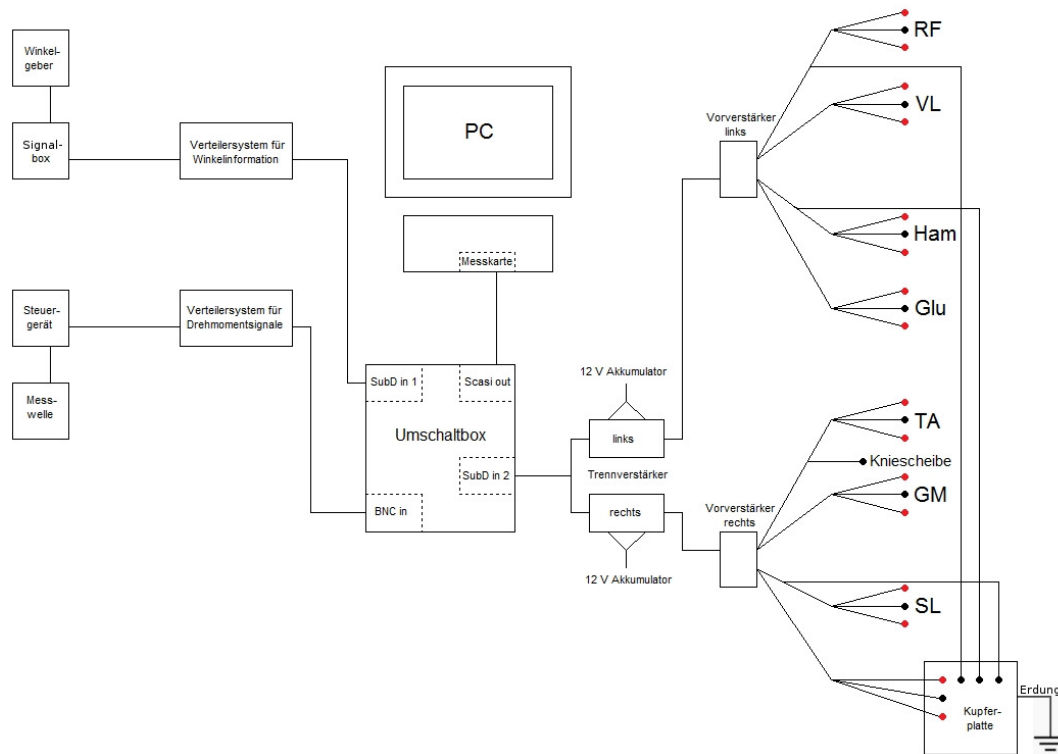 Winkel-
geber
Signal-
box
Verteilersystem für
Winkelinformation
PC
Messkarte
Steuer-
gerät
Verteilersystem für
Drehmomentsignale
Mess-
welle
SubD in 1
Scasi out
Umschaltbox
SubD in 2
BNC in
12 V Akkumulator
links
Trennverstärker
rechts
12 V Akkumulator
Vorverstärker
links
Vorverstärker
rechts
RF
VL
Ham
Glu
TA
Kniescheibe
GM
SL
Kupfer-
platte
Erdung